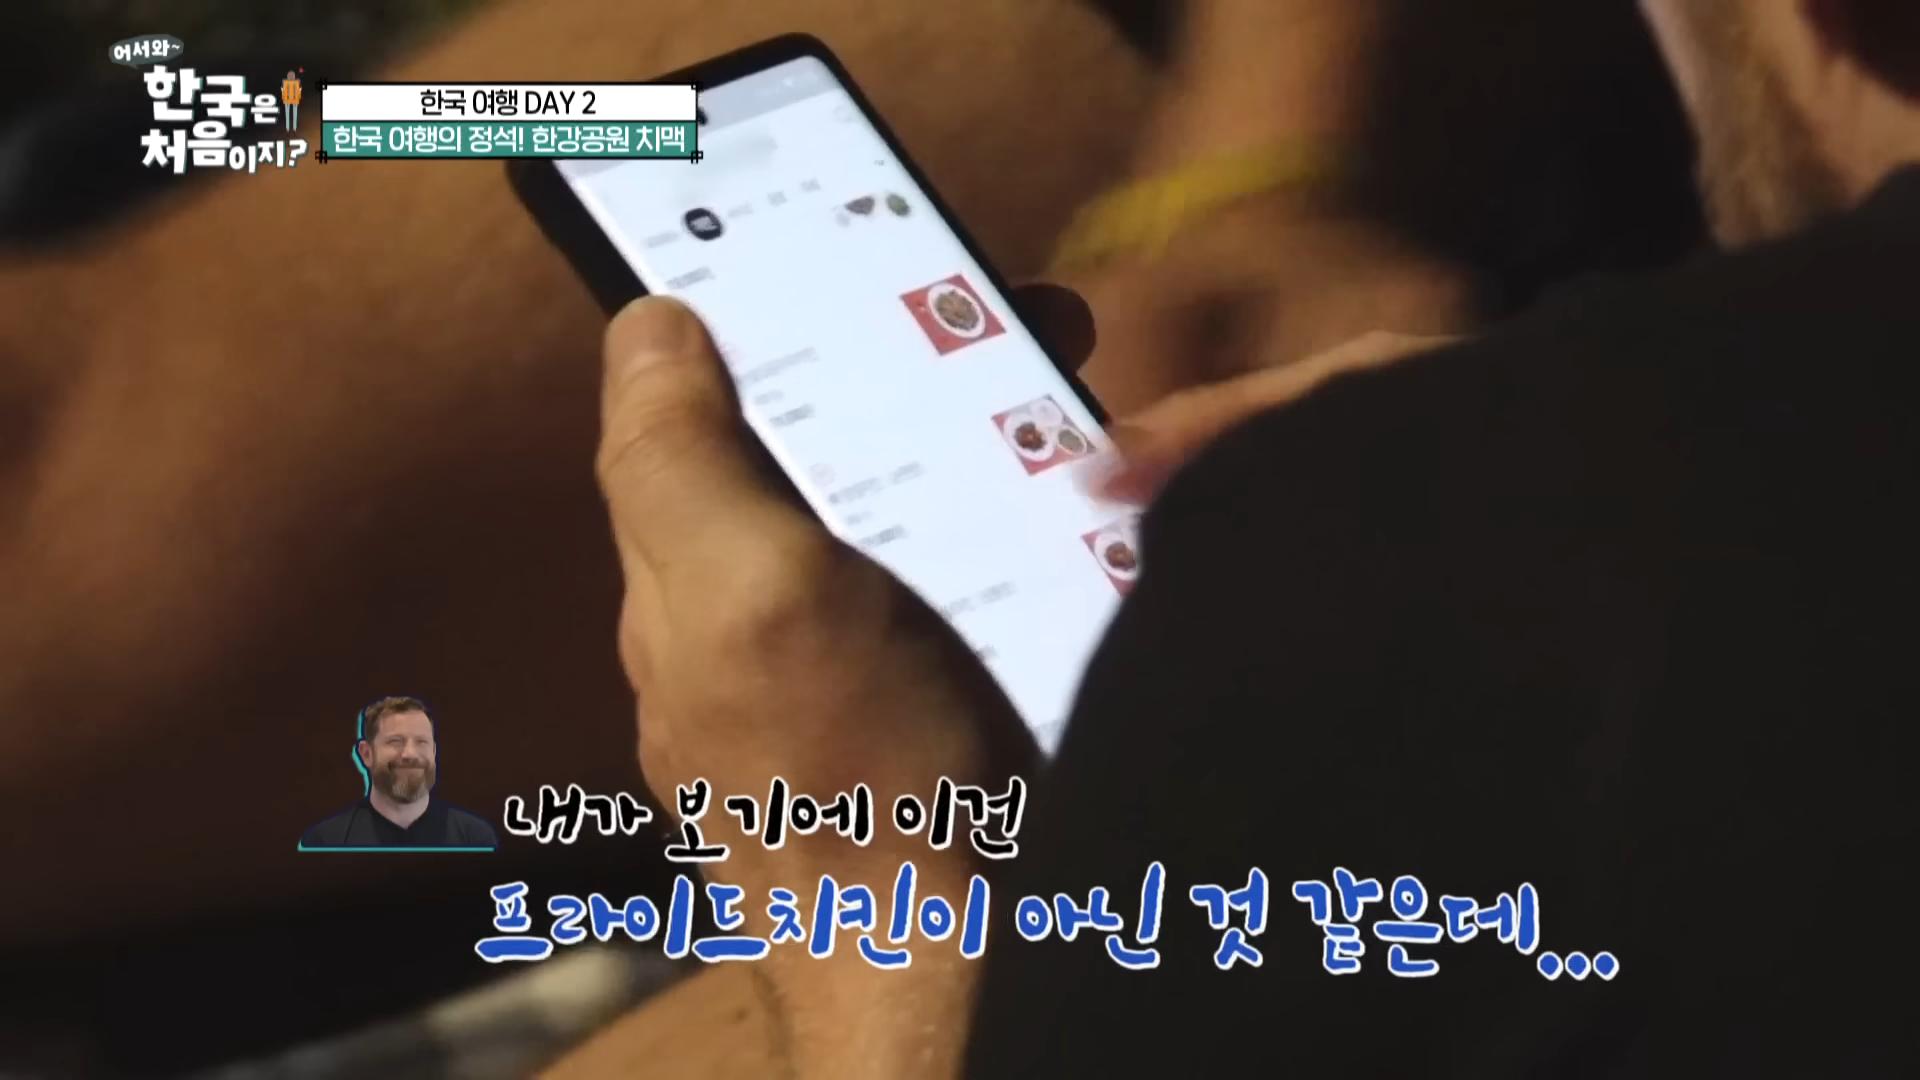 어서와~
한국은
처음이지?
한국 여행 DAY 2
한국 여행의 정석! 한강공원 치맥
내가 보기에 이건
프라이드치킨이 아닌 것 같은데...